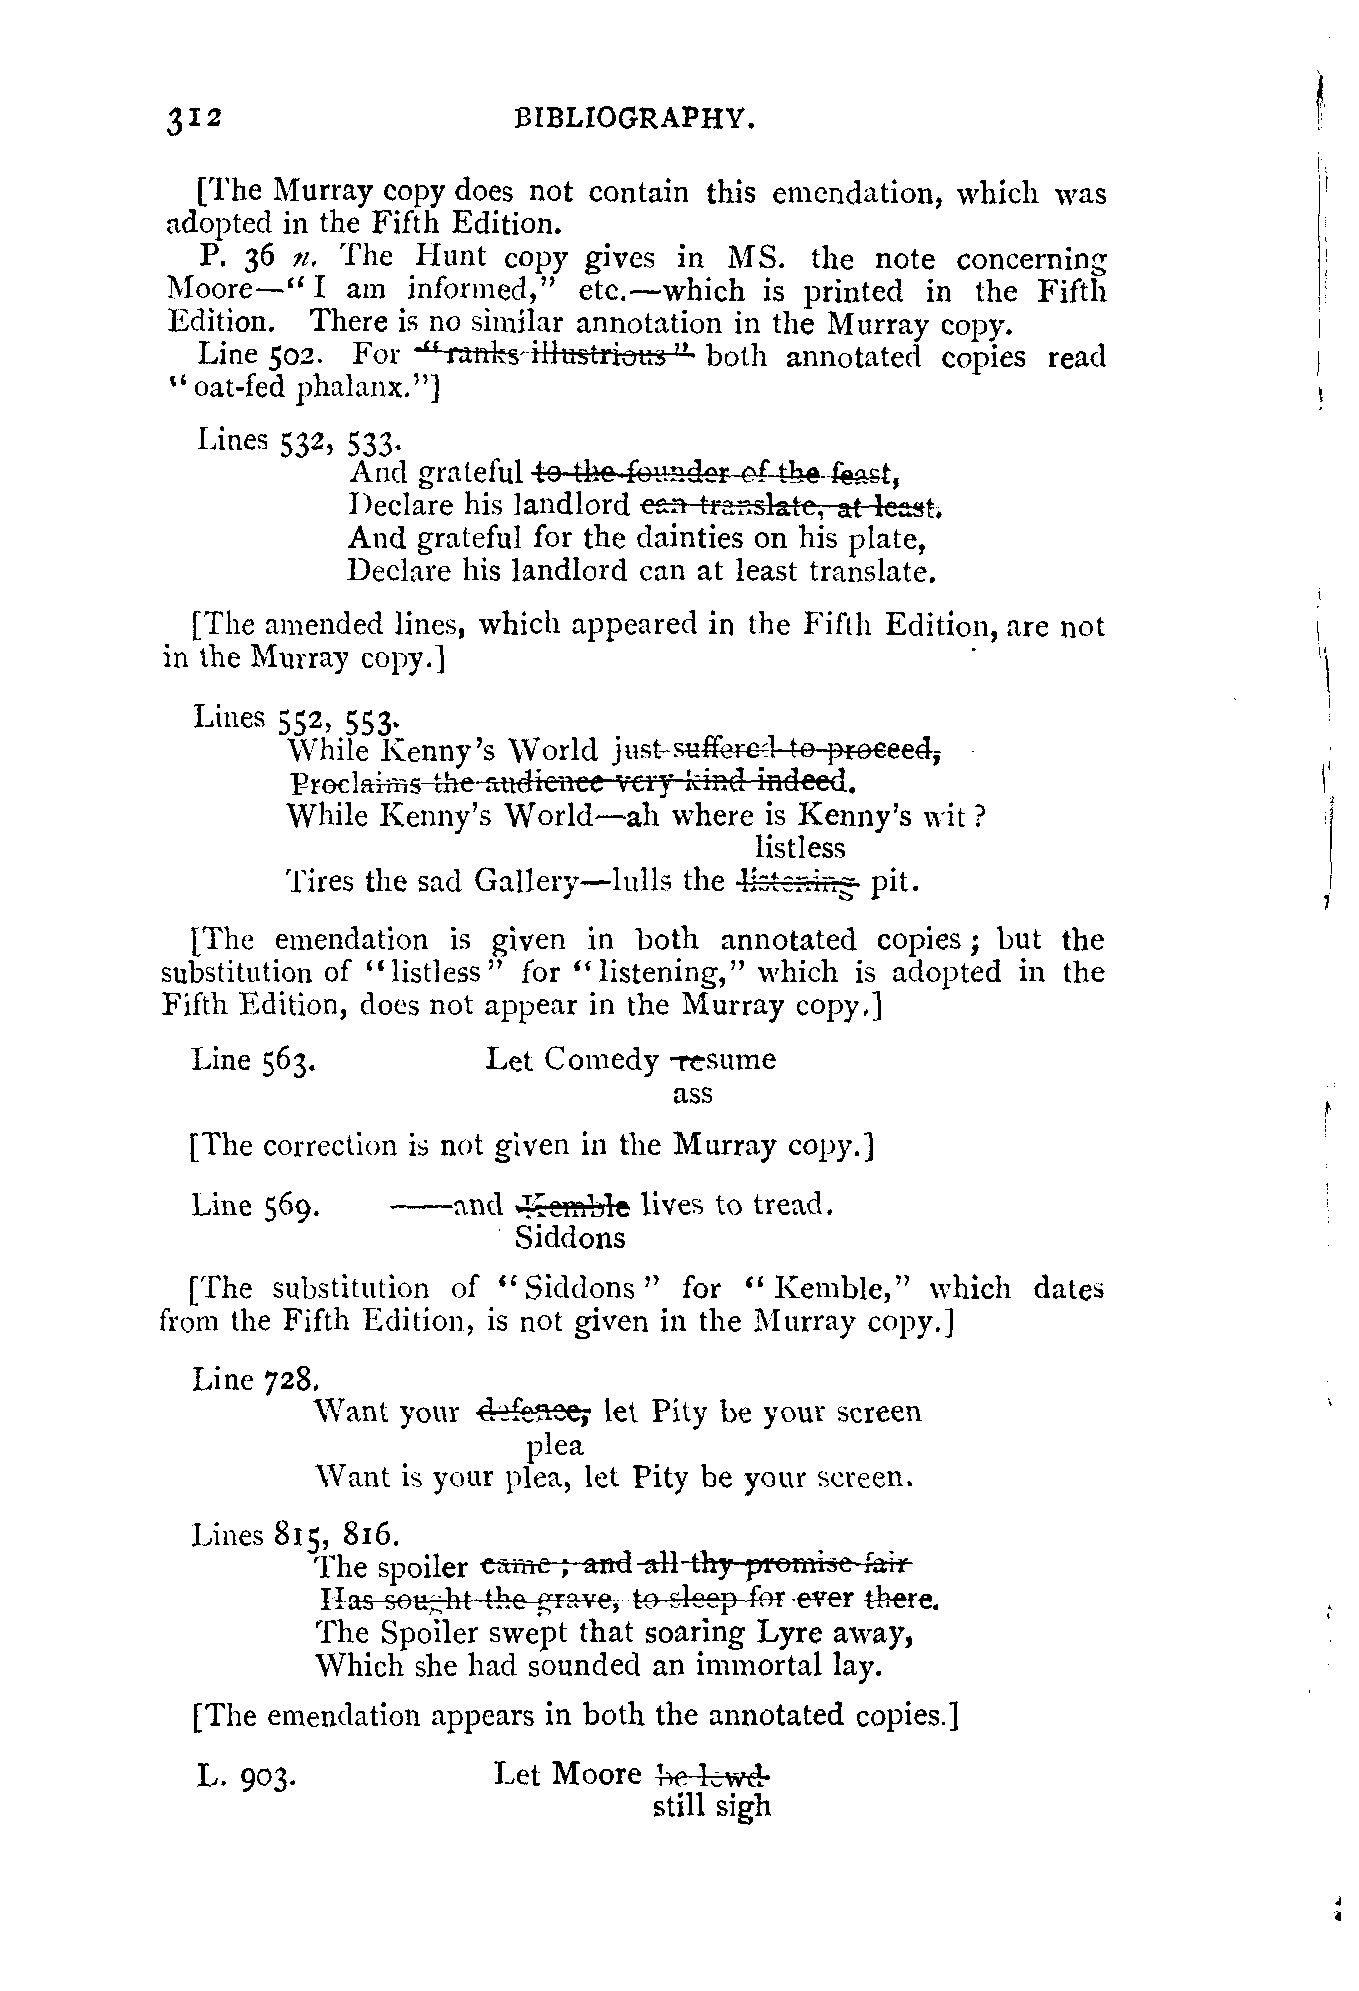 312 BIBLIOGRAPHY.
[The Murray copy does not contain this emendation, which was
adopted in the Fifth Edition.
P. 36 n. The Hunt copy gives in MS. the note concerning
Moore—“I am informed,” etc.—which is printed in the Fifth
Edition. There is no similar annotation in the Murray copy.
Line 502. For “ranks illustrious” both annotated copies read
“oat-fed phalanx.”]
Lines 532, 533.
And grateful to the founder of the feast,
Declare his landlord can translate, at least.
And grateful for the dainties on his plate,
Declare his landlord can at least translate.
[The amended lines, which appeared in the Fifth Edition, are not
in the Murray copy.]
Lines 552, 553.
While Kenny's World just suffered to proceed,
Proclaims the audience very kind indeed.
While Kenny's World—ah where is Kenny's wit?
listless
Tires the sad Gallery—lulls the listening pit.
[The emendation is given in both annotated copies; but the
substitution of “listless” for “listening,” which is adopted in the
Fifth Edition, does not appear in the Murray copy.]
Line 563. Let Comedy resume
ass
[The correction is not given in the Murray copy.]
Line 569. ——and Kemble lives to tread.
Siddons
[The substitution of “Siddons” for “Kemble,” which dates
from the Fifth Edition, is not given in the Murray copy.]
Line 728.
Want your defence, let Pity be your screen
plea
Want is your plea, let Pity be your screen.
Lines 815, 816.
The spoiler came; and all thy promise fair
Has sought the grave, to sleep for ever there.
The Spoiler swept that soaring Lyre away,
Which she had sounded an immortal lay.
[The emendation appears in both the annotated copies.]
L. 903. Let Moore be lewd
still sigh